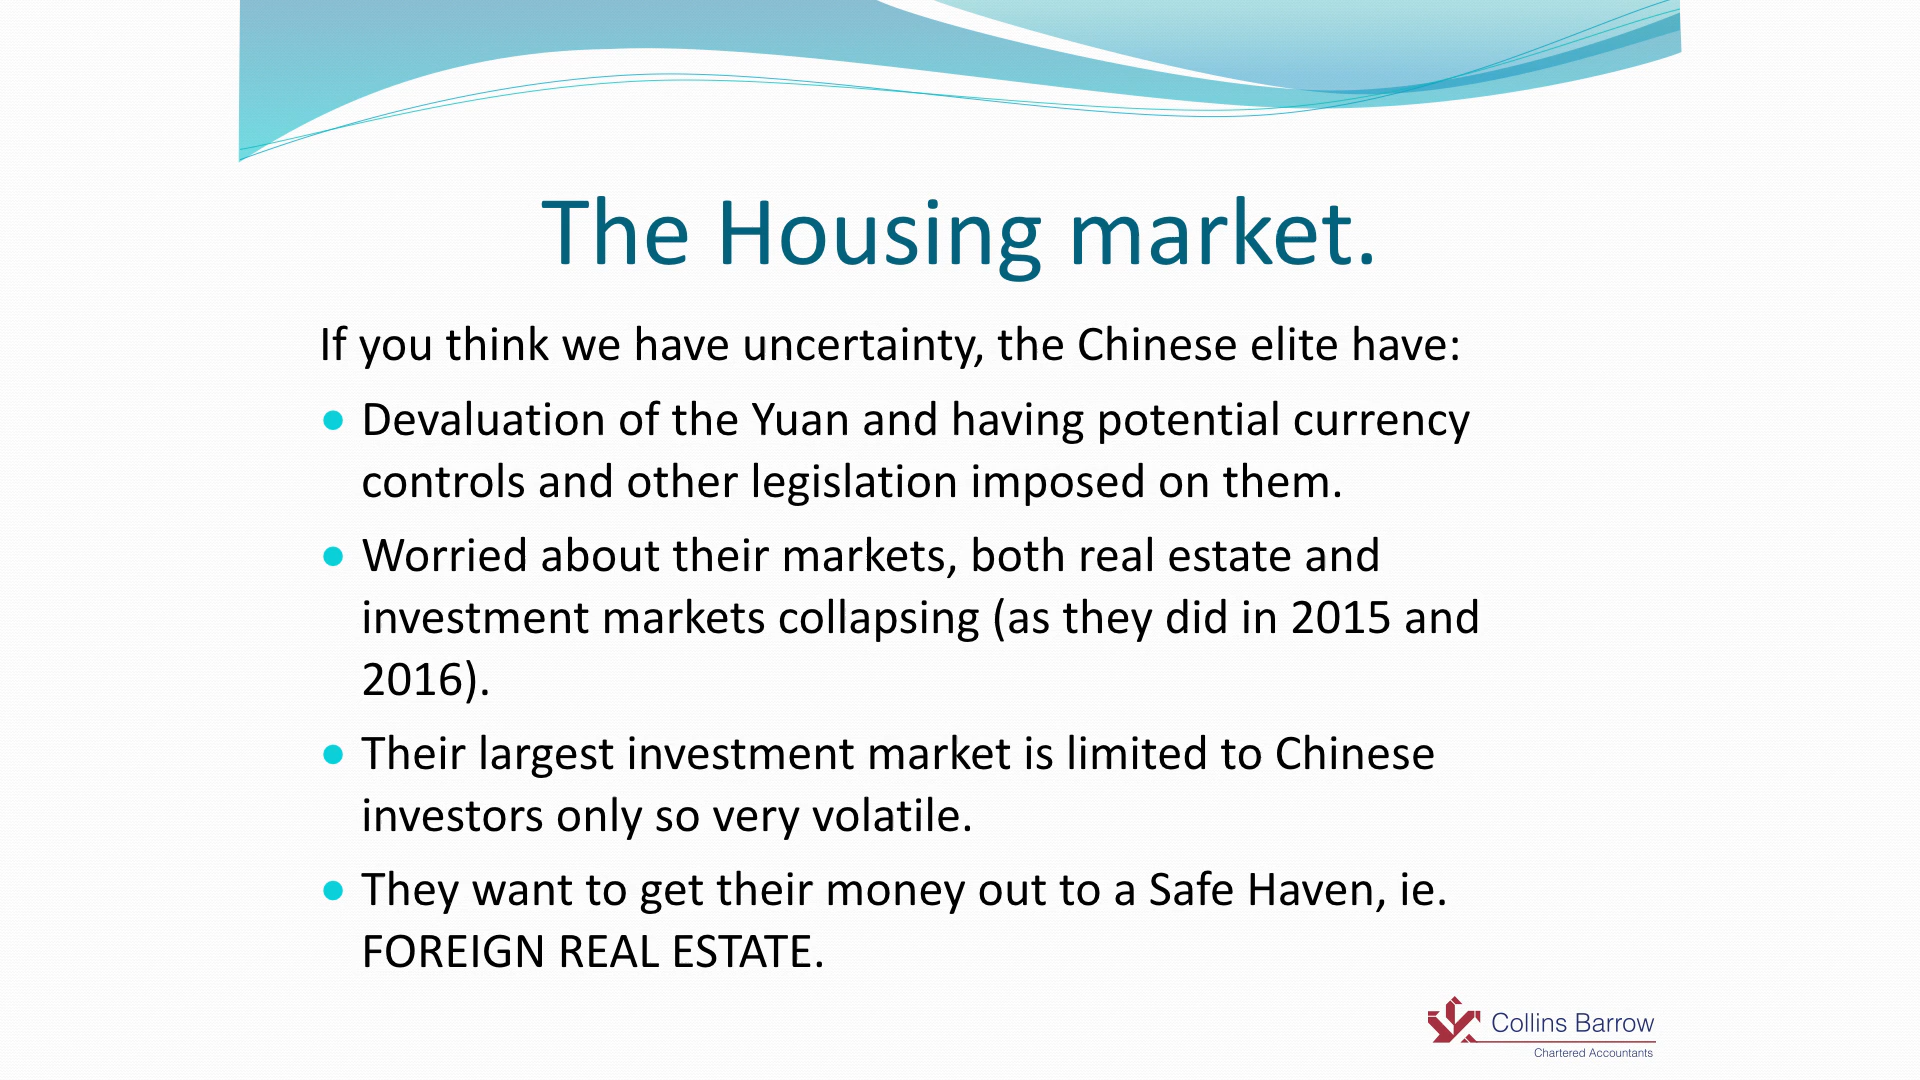 The Housing market.
If you think we have uncertainty, the Chinese elite have:
• Devaluation of the Yuan and having potential currency
controls and other legislation imposed on them.
• Worried about their markets, both real estate and
investment markets collapsing (as they did in 2015 and
2016).
• Their largest investment market is limited to Chinese
investors only so very volatile.
• They want to get their money out to a Safe Haven, ie.
FOREIGN REAL ESTATE.
Collins Barrow
Chartered Accountants